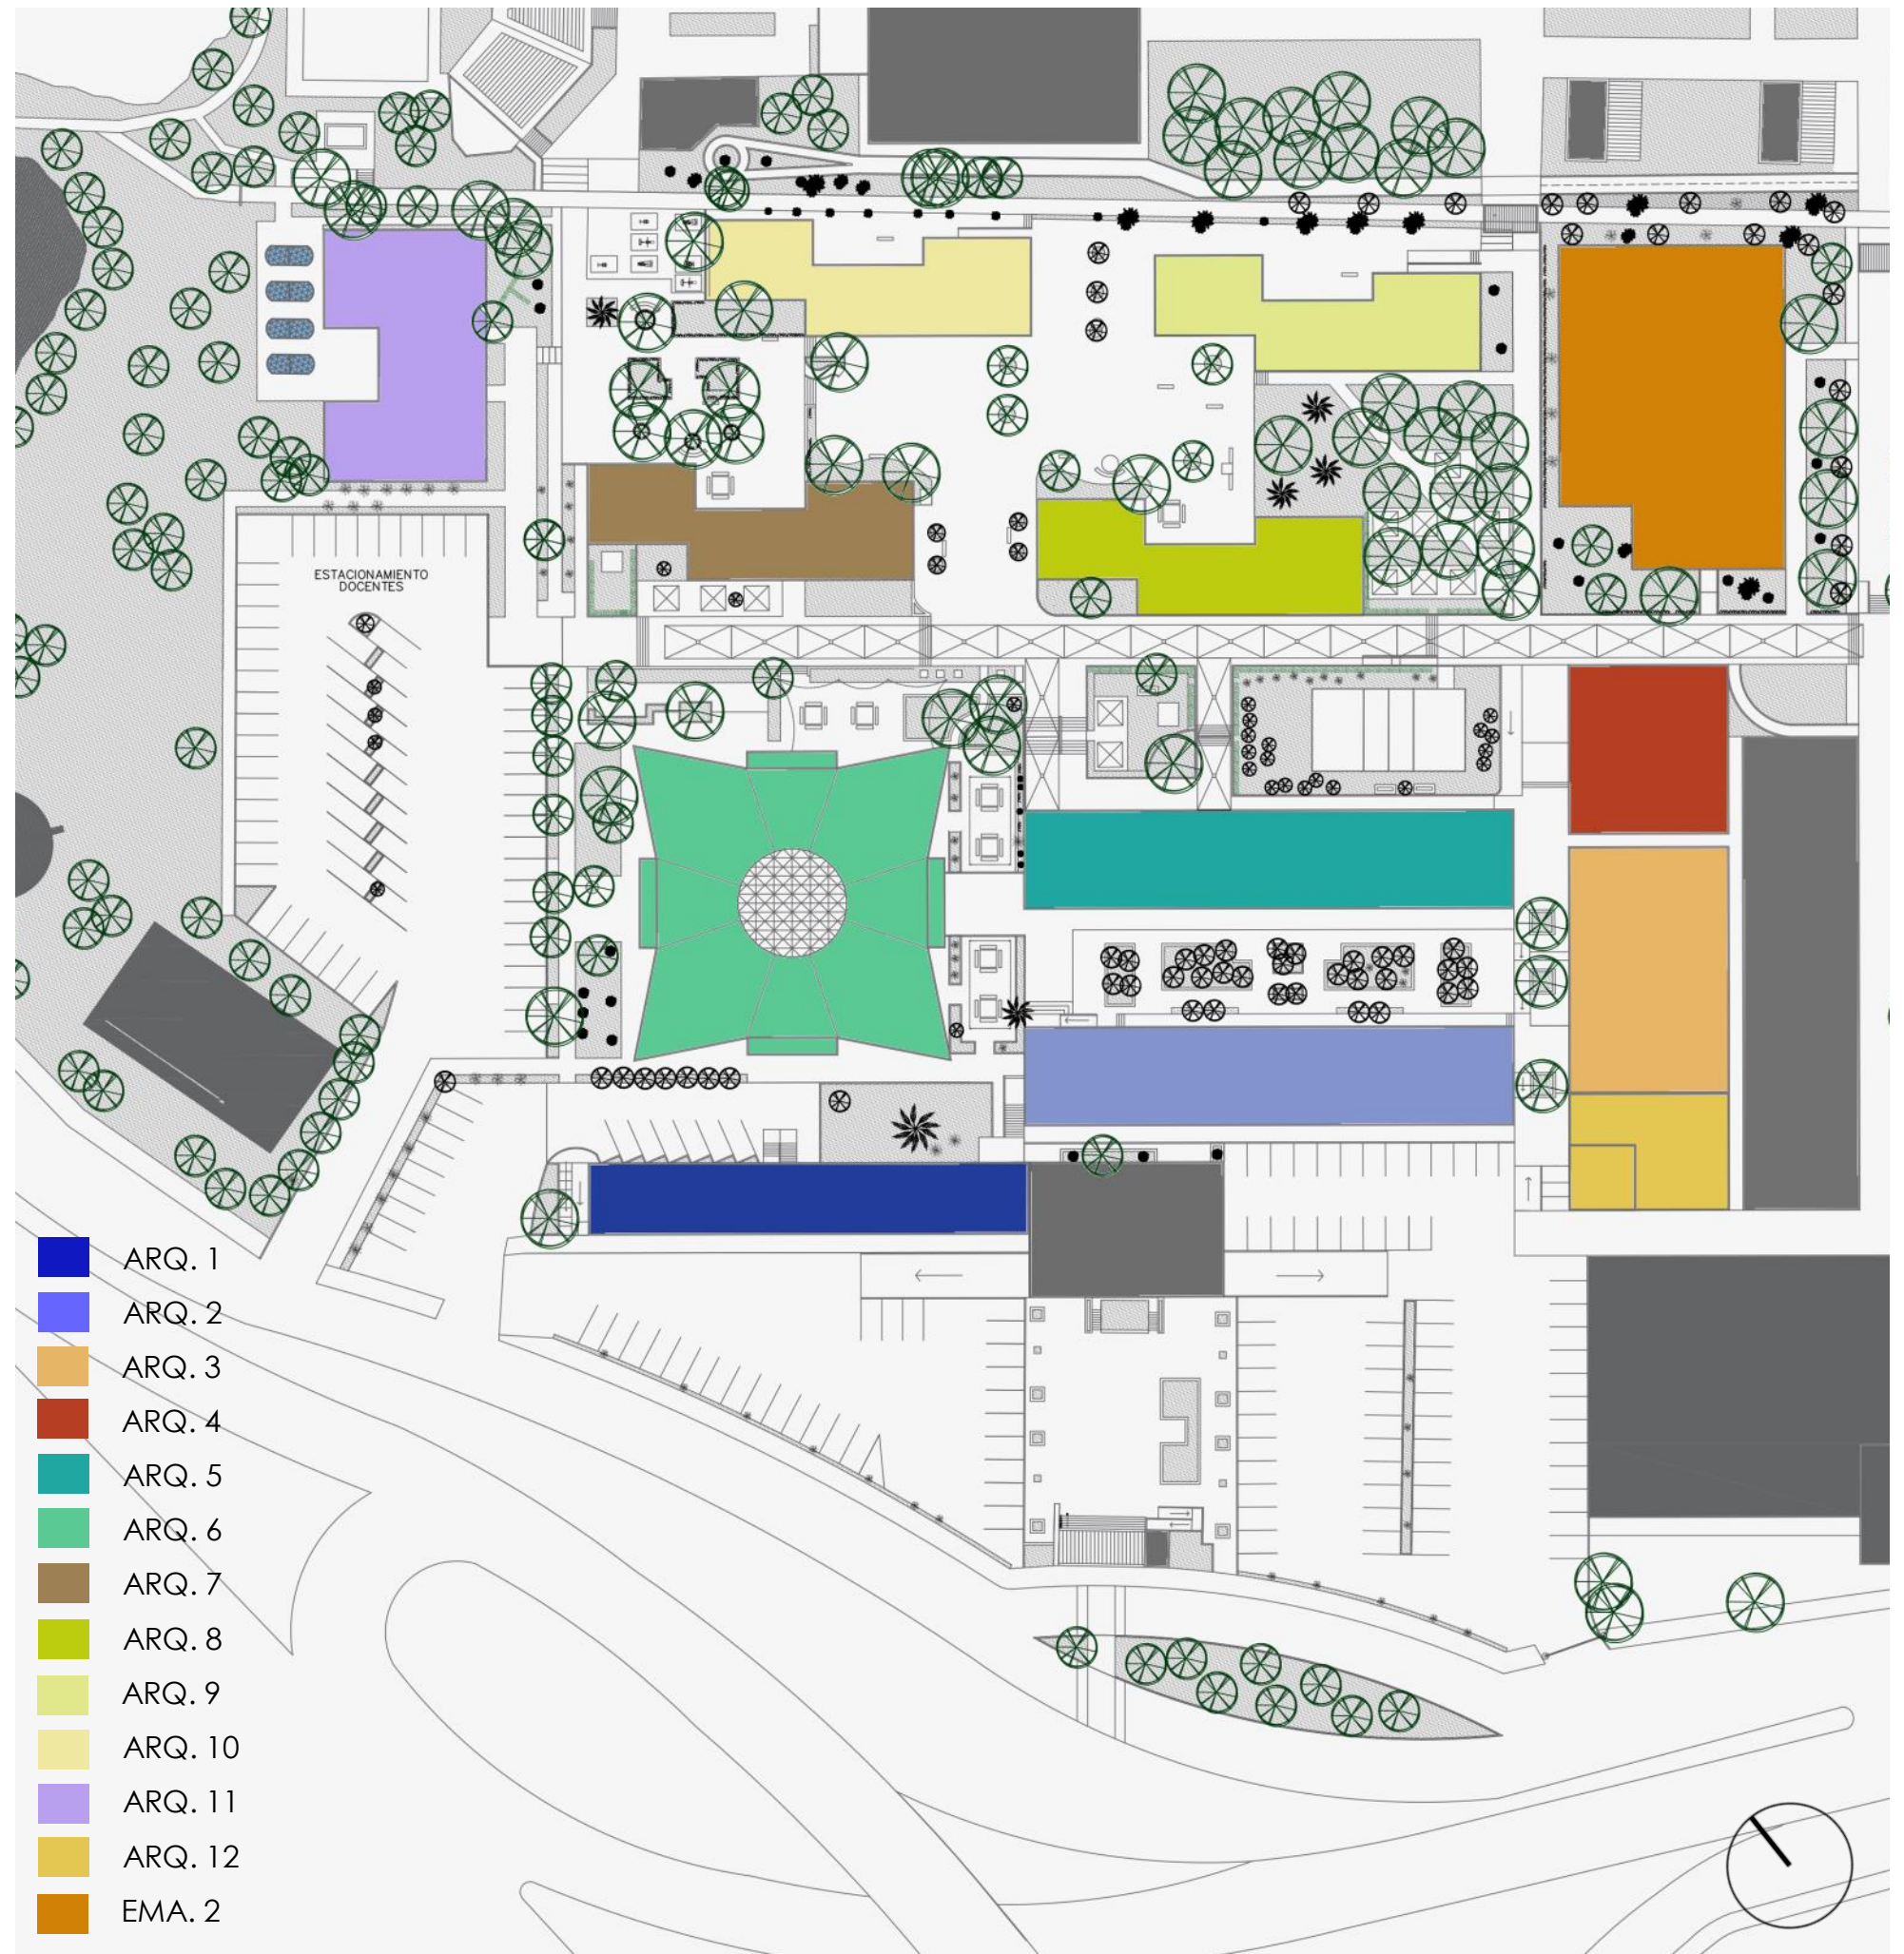 ESTACIONAMIENTO
DOCENTES
ARQ. 1
ARQ. 2
ARQ. 3
ARQ. 4
ARQ. 5
ARQ. 6
ARQ. 7
ARQ. 8
ARQ. 9
ARQ. 10
ARQ. 11
ARQ. 12
EMA. 2